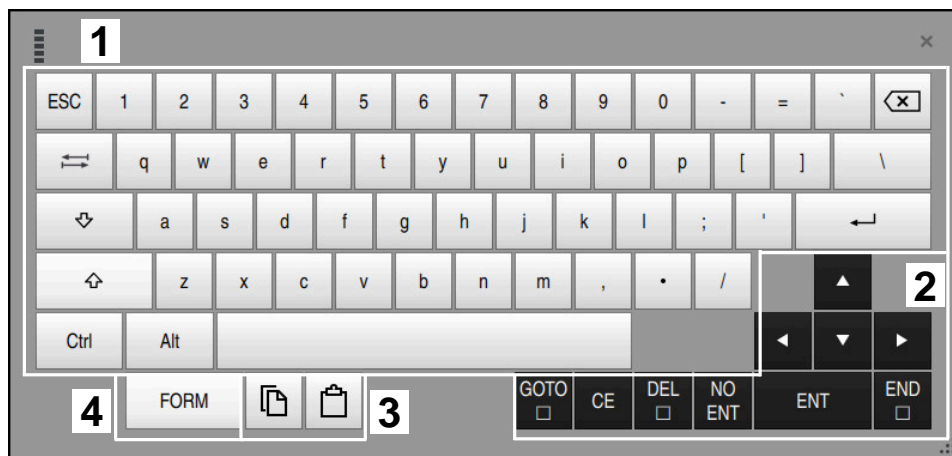 1
×
ESC 1 2 3 4 5 6 7 8 9 0 - = `
q w e r t y u i o p [ ] \
a s d f g h j k l ; '
z x c v b n m , • /
2
Ctrl Alt
4 FORM 3 GOTO CE DEL NO ENT ENT END